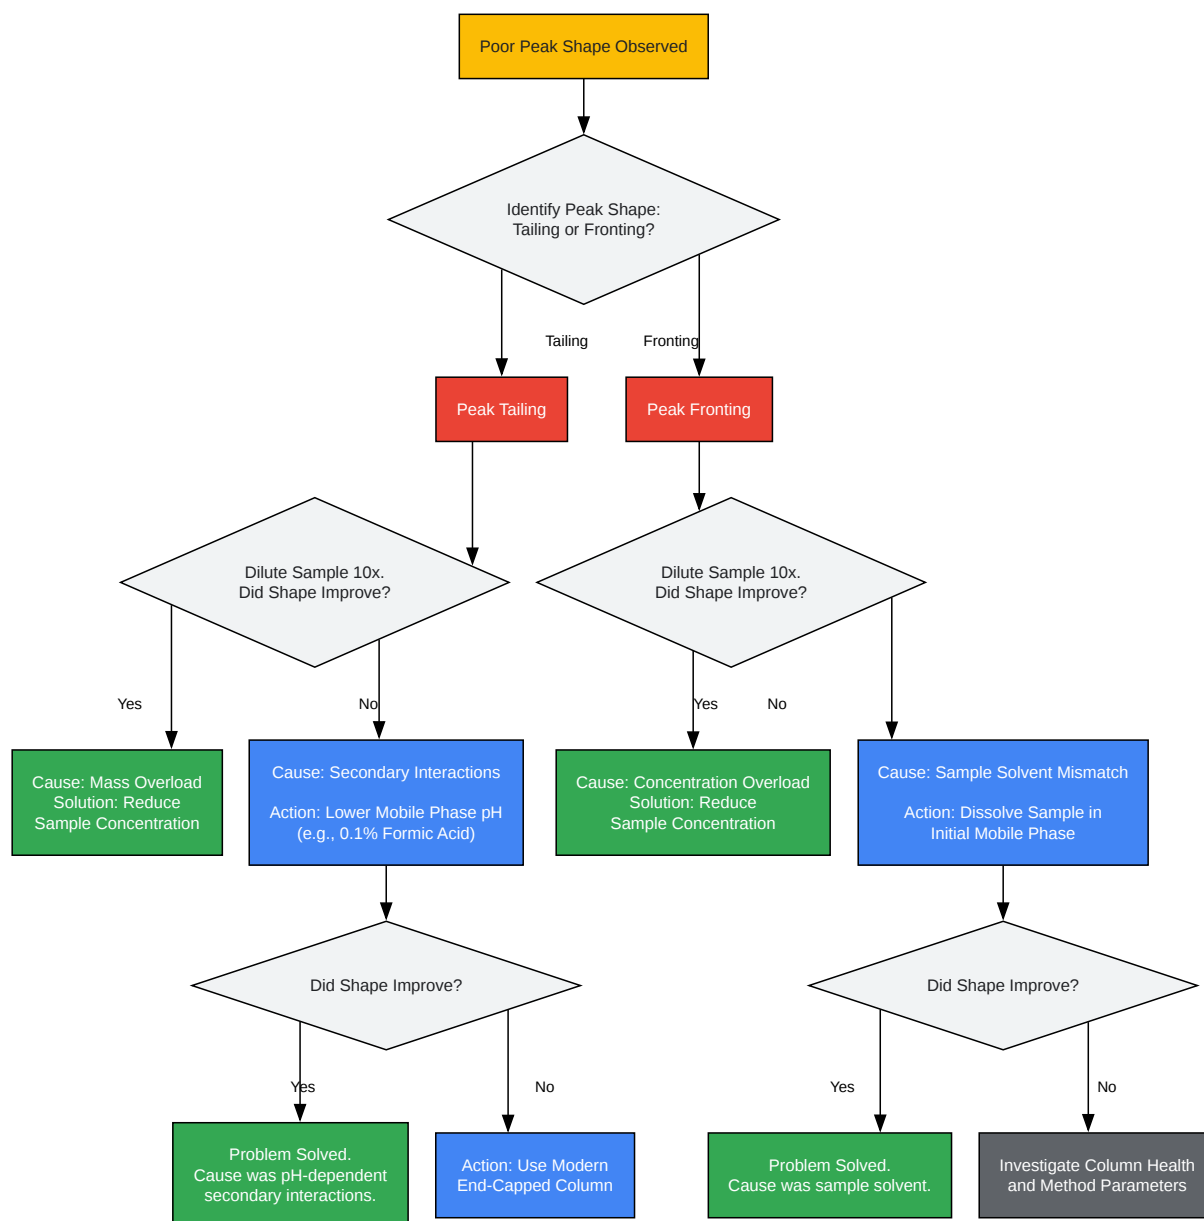 Poor Peak Shape Observed
Identify Peak Shape:
Tailing or Fronting?
Tailing
Fronting
Peak Tailing
Peak Fronting
Dilute Sample 10x.
Did Shape Improve?
Dilute Sample 10x.
Did Shape Improve?
Yes
No
Yes
No
Cause: Mass Overload
Solution: Reduce
Sample Concentration
Cause: Secondary Interactions
Action: Lower Mobile Phase pH
(e.g., 0.1% Formic Acid)
Cause: Concentration Overload
Solution: Reduce
Sample Concentration
Cause: Sample Solvent Mismatch
Action: Dissolve Sample in
Initial Mobile Phase
Did Shape Improve?
Did Shape Improve?
Yes
No
Yes
No
Problem Solved.
Cause was pH-dependent
secondary interactions.
Action: Use Modern
End-Capped Column
Problem Solved.
Cause was sample solvent.
Investigate Column Health
and Method Parameters